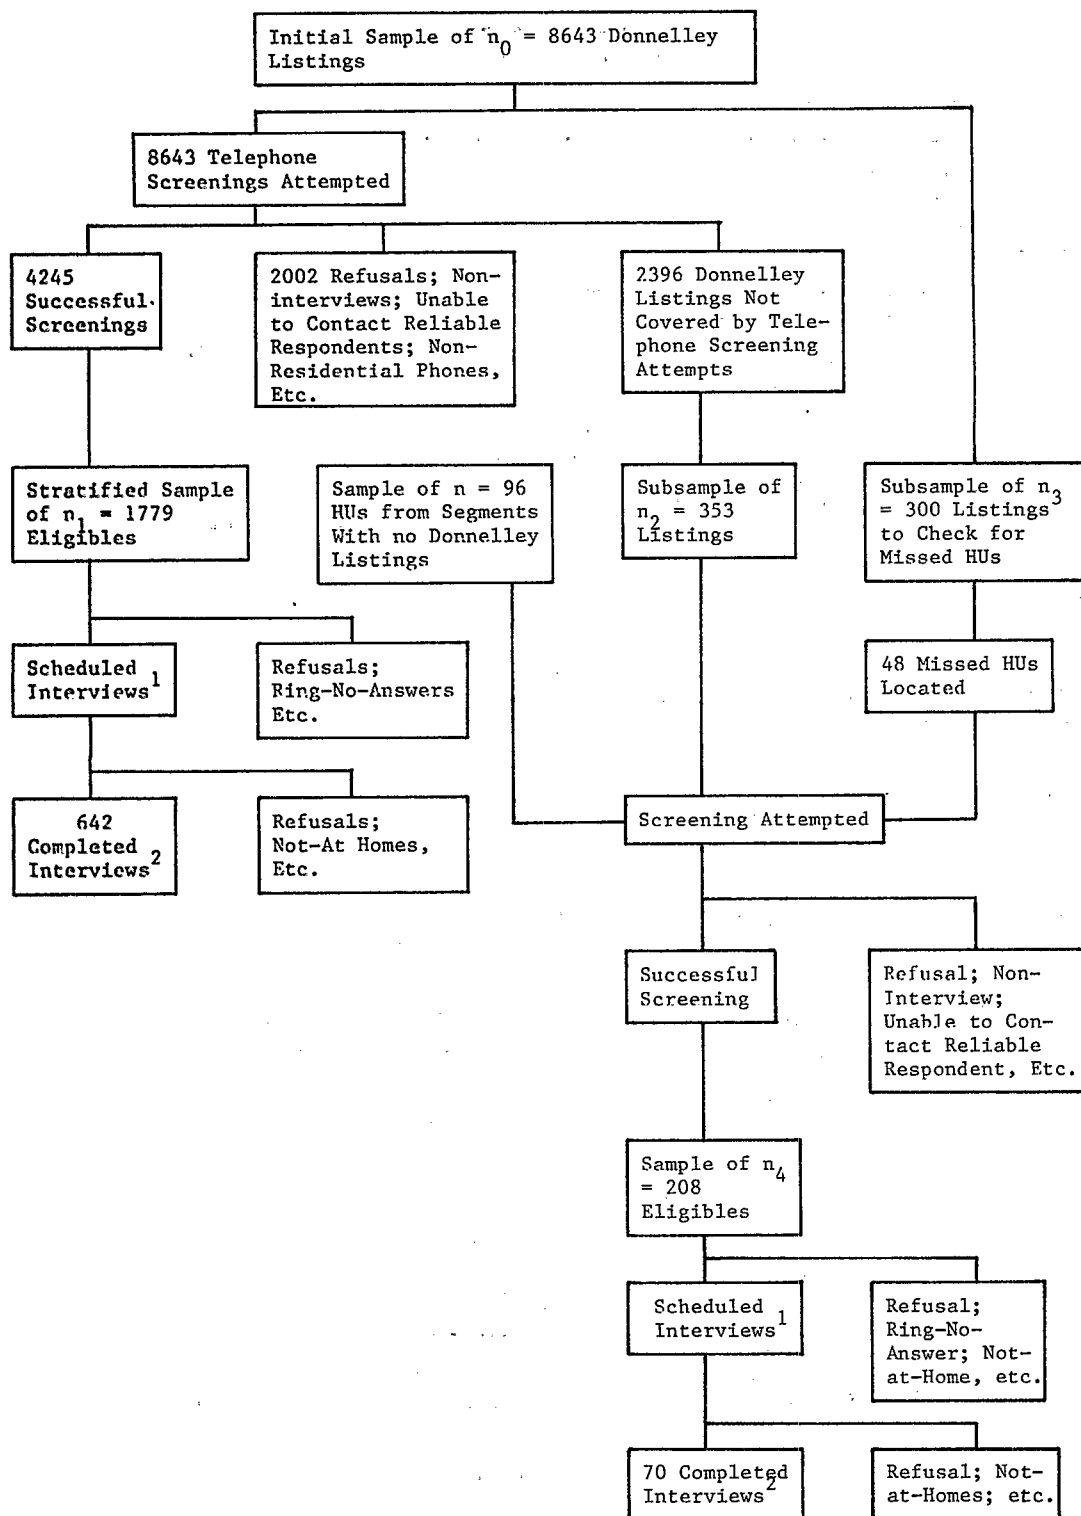 Initial Sample of n0 = 8643 Donnelley
Listings
8643 Telephone
Screenings Attempted
4245
Successful
Screenings
2002 Refusals; Non-
interviews; Unable
to Contact Reliable
Respondents; Non-
Residential Phones,
Etc.
2396 Donnelley
Listings Not
Covered by Tele-
phone Screening
Attempts
Stratified Sample
of n1 = 1779
Eligibles
Sample of n = 96
HUs from Segments
With no Donnelley
Listings
Subsample of
n2 = 353
Listings
Subsample of n3
= 300 Listings
to Check for
Missed HUs
Scheduled
Interviews1
Refusals;
Ring-No-Answers
Etc.
48 Missed HUs
Located
642
Completed
Interviews2
Refusals;
Not-At Homes,
Etc.
Screening Attempted
Successful
Screening
Refusal; Non-
Interview;
Unable to Con-
tact Reliable
Respondent, Etc.
Sample of n4
= 208
Eligibles
Scheduled
Interviews1
Refusal;
Ring-No-
Answer; Not-
at-Home, etc.
70 Completed
Interviews2
Refusal; Not-
at-Homes; etc.